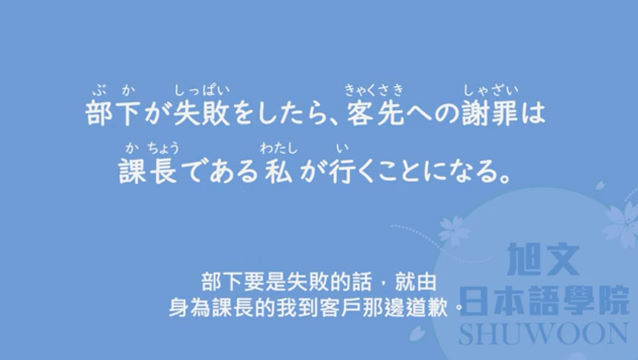 ぶ か　しっぱい　きゃくさき　しゃざい
部下が失敗をしたら、客先への謝罪は
か ちょう　わたし　い
課長である私が行くことになる。
部下要是失敗的話，就由
身為課長的我到客戶那邊道歉。
旭文
日本語學院
SHUWOON